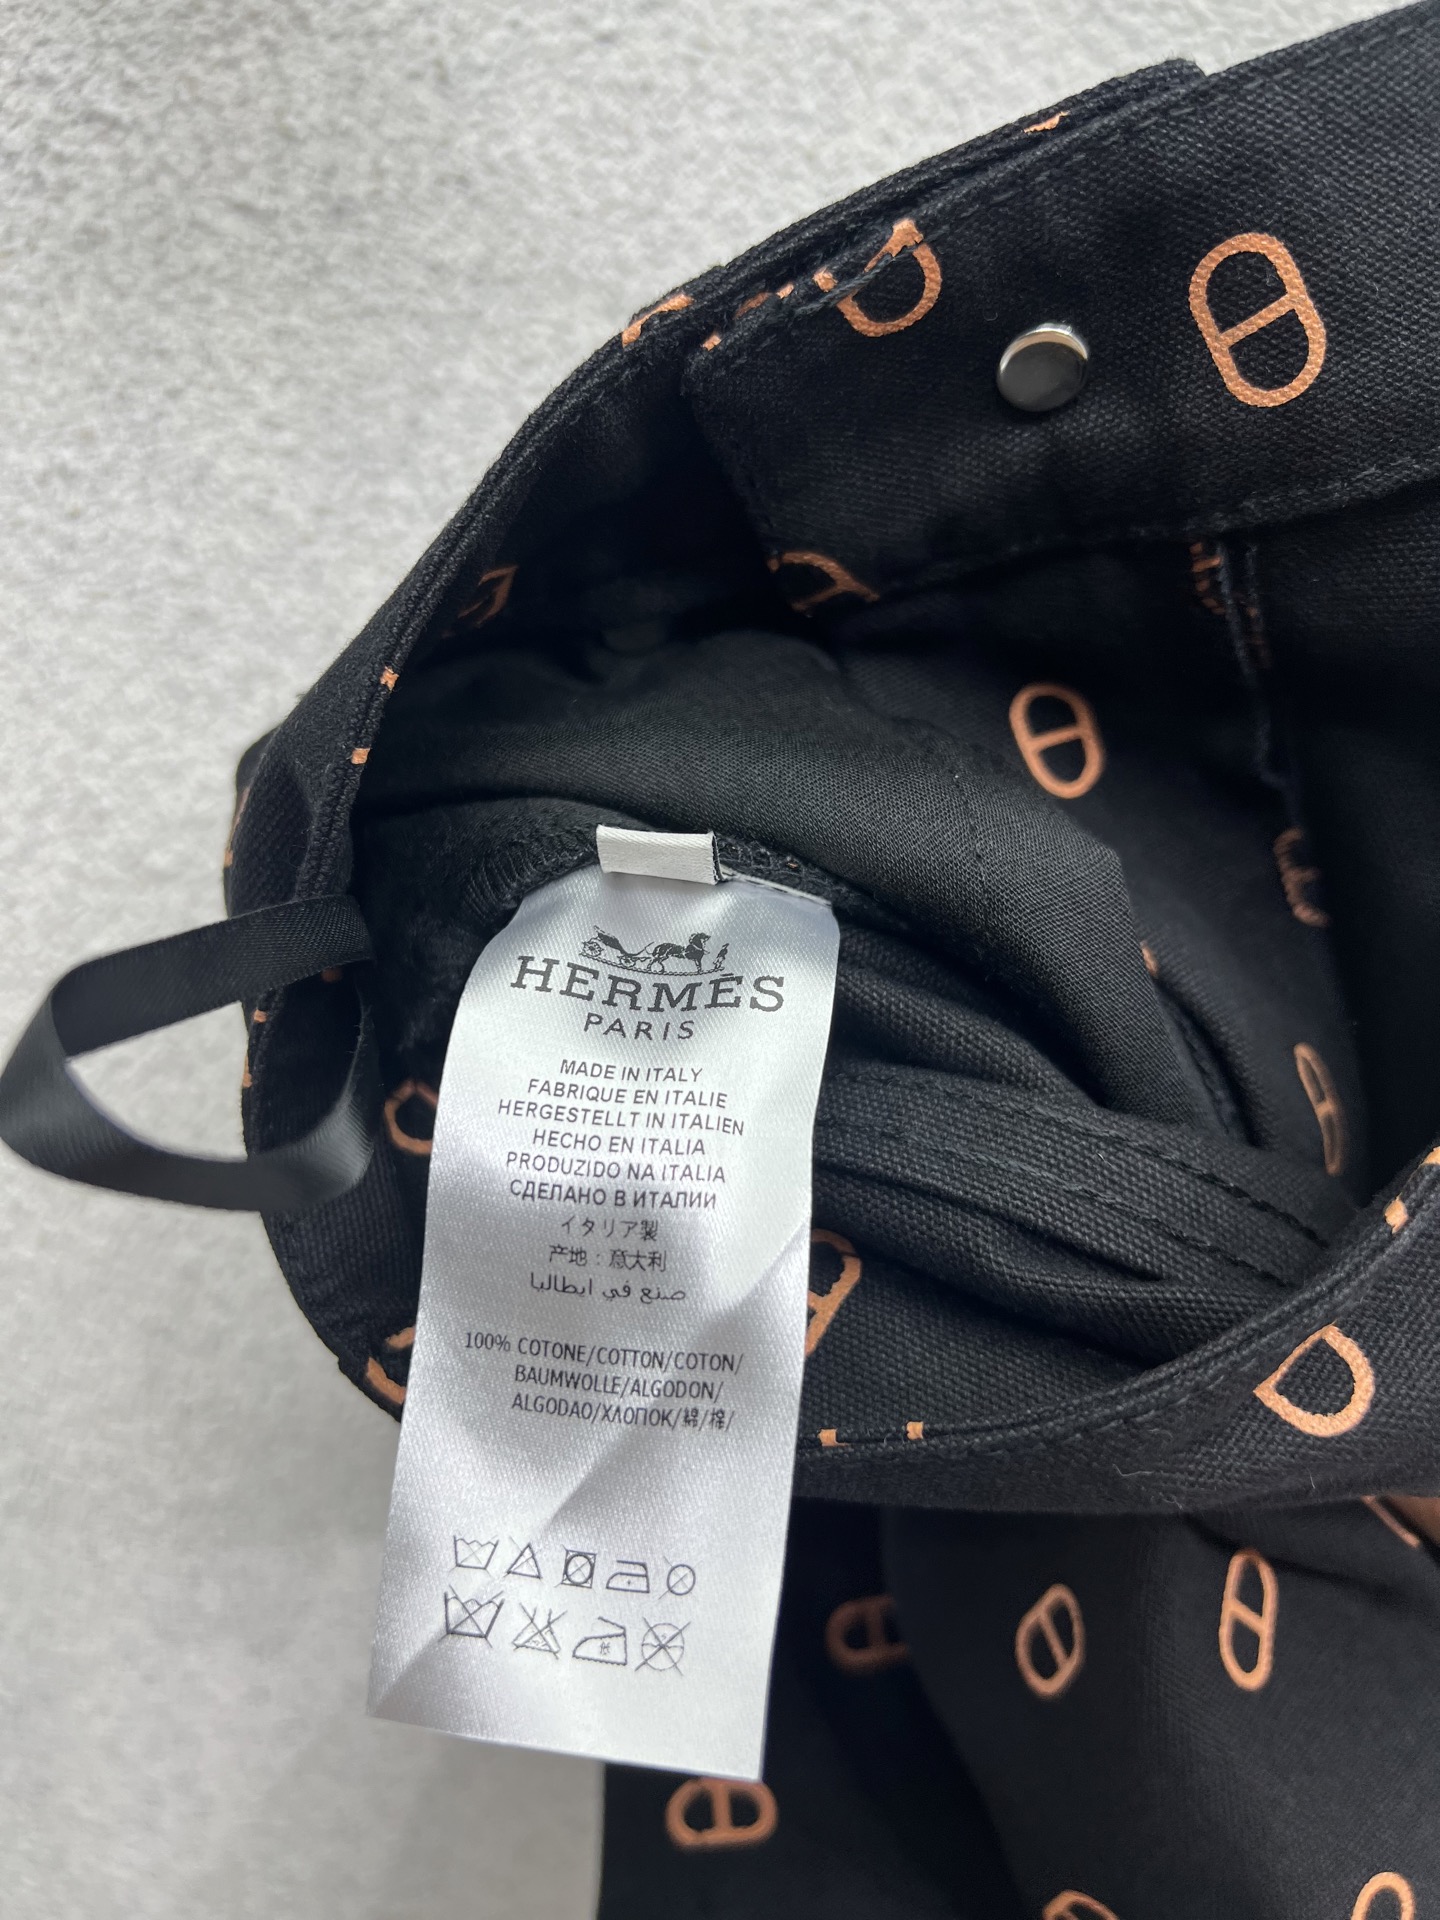 HERMÈS
PARIS
MADE IN ITALY
FABRIQUE EN ITALIE
HERGESTELLT IN ITALIEN
HECHO EN ITALIA
PRODUZIDO NA ITALIA
СДЕЛАНО В ИТАЛИИ
イタリア製
产地：意大利
صنع في ايطاليا
100% COTONE/COTTON/COTON/
BAUMWOLLE/ALGODON/
ALGODAO/ХЛОПОК/綿/棉/